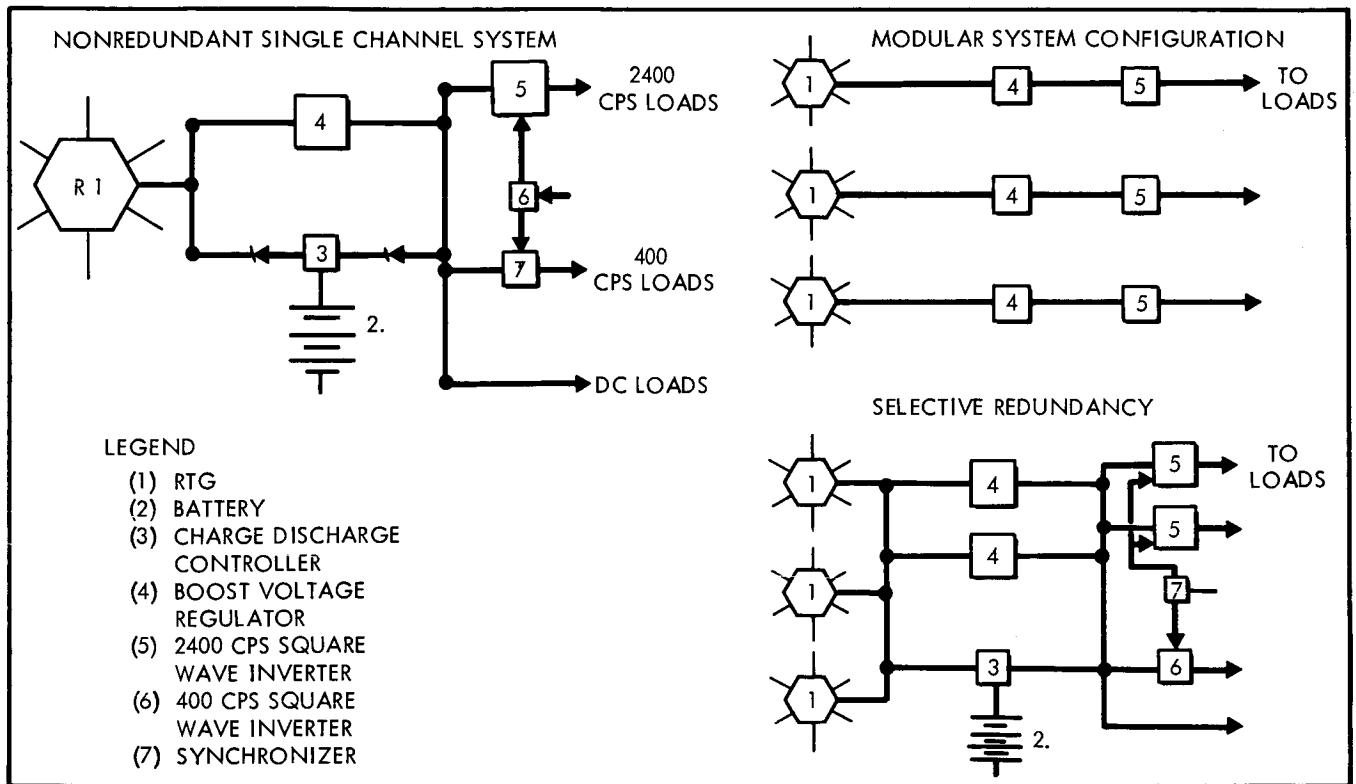 NONREDUNDANT SINGLE CHANNEL SYSTEM
R 1
4
3
2.
5
6
7
2400
CPS LOADS
400
CPS LOADS
DC LOADS
LEGEND
(1) RTG
(2) BATTERY
(3) CHARGE DISCHARGE
CONTROLLER
(4) BOOST VOLTAGE
REGULATOR
(5) 2400 CPS SQUARE
WAVE INVERTER
(6) 400 CPS SQUARE
WAVE INVERTER
(7) SYNCHRONIZER
MODULAR SYSTEM CONFIGURATION
1 4 5 TO
LOADS
1 4 5
1 4 5
SELECTIVE REDUNDANCY
1 4 5 TO
LOADS
4 5
1 7
1 3 6
2.